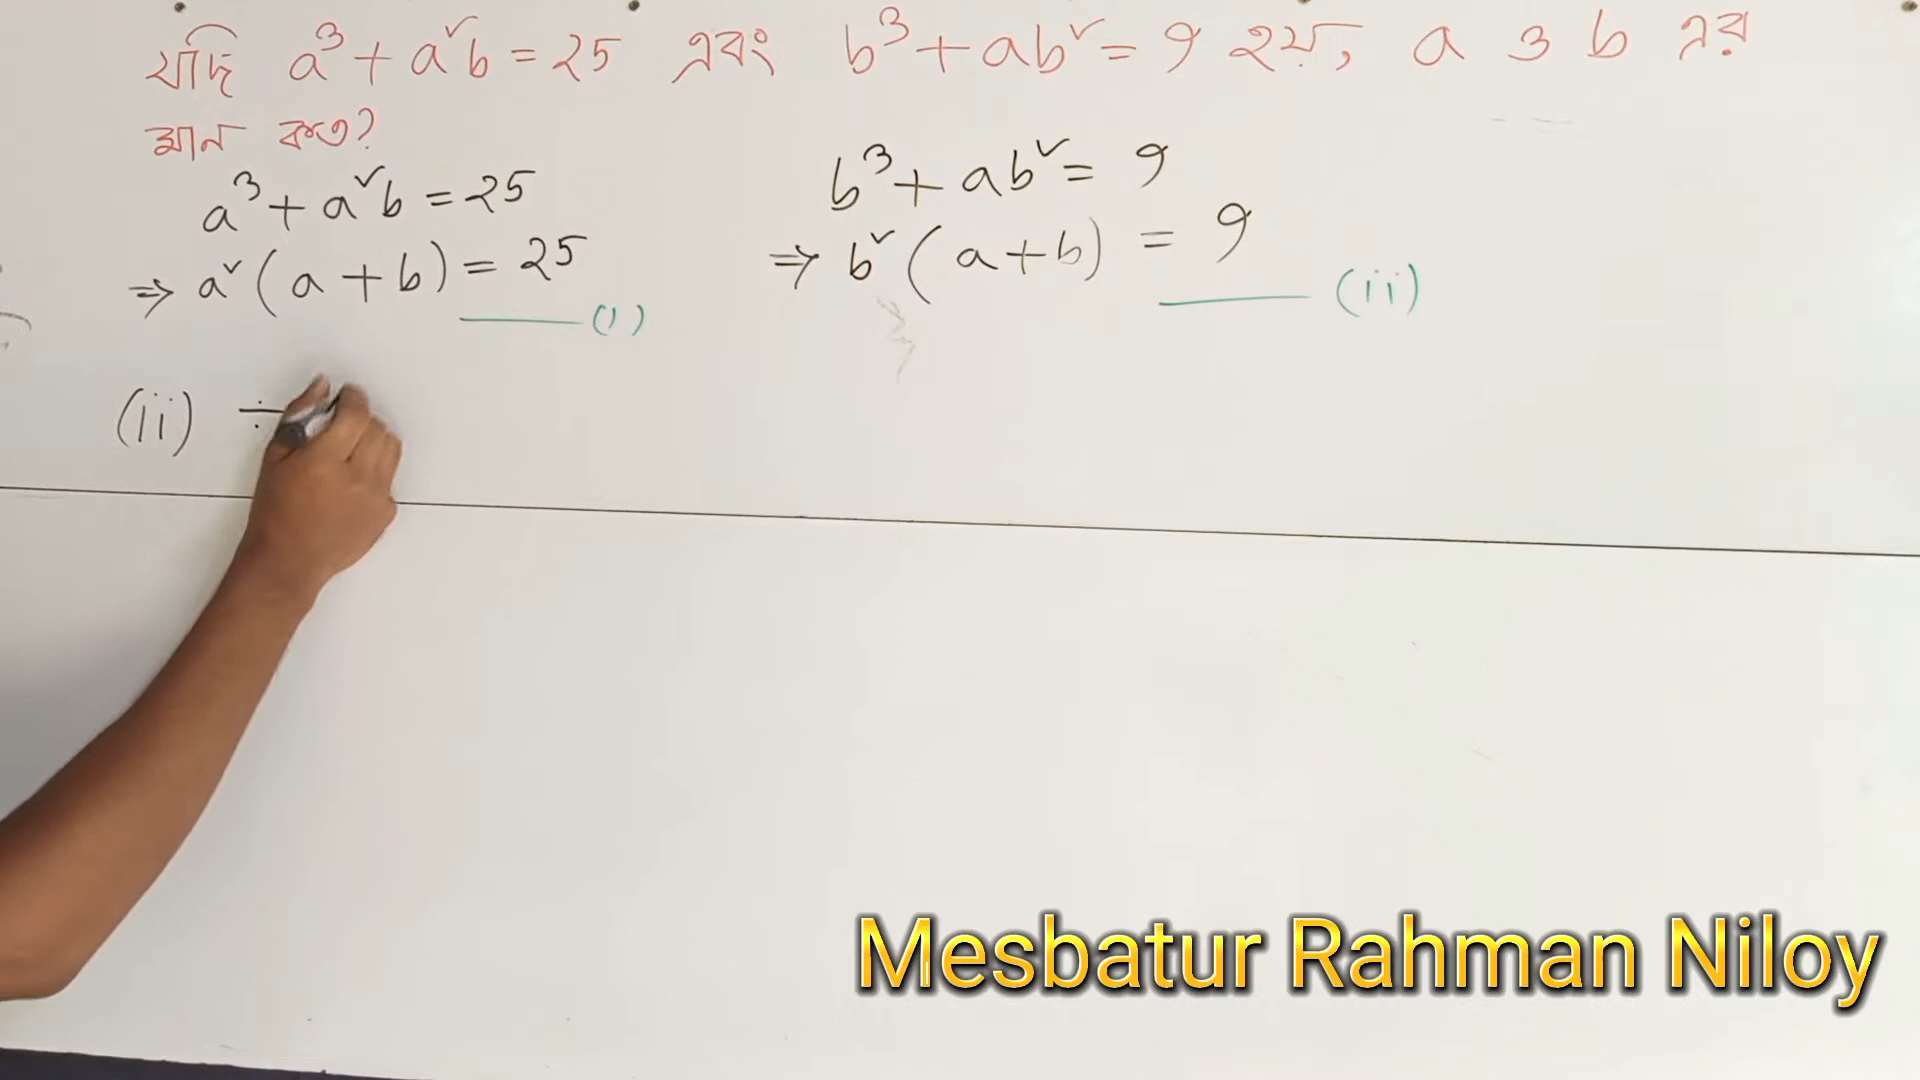 যদি a³ + a²b = 25 এবং b³ + ab² = 9 হয়, a ও b এর
মান কত?
a³ + a²b = 25
⇒ a² (a + b) = 25 —— (i)
b³ + ab² = 9
⇒ b² (a + b) = 9 —— (ii)
(ii) ÷
Mesbatur Rahman Niloy